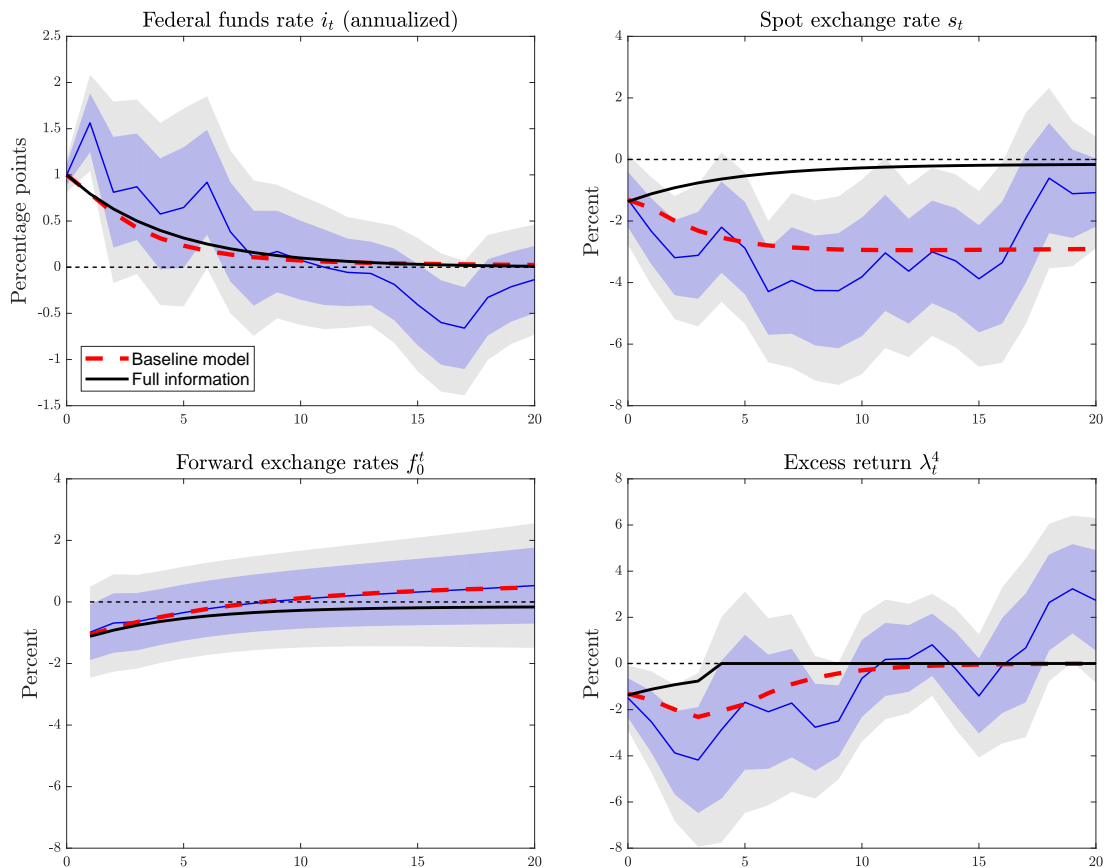 Federal funds rate i_t (annualized)
Percentage points
2.5
2
1.5
1
0.5
0
-0.5
-1
-1.5
Baseline model
Full information
0 5 10 15 20
Spot exchange rate s_t
Percent
4
2
0
-2
-4
-6
-8
0 5 10 15 20
Forward exchange rates f_0^t
Percent
4
2
0
-2
-4
-6
-8
0 5 10 15 20
Excess return λ_t^4
Percent
8
6
4
2
0
-2
-4
-6
-8
0 5 10 15 20